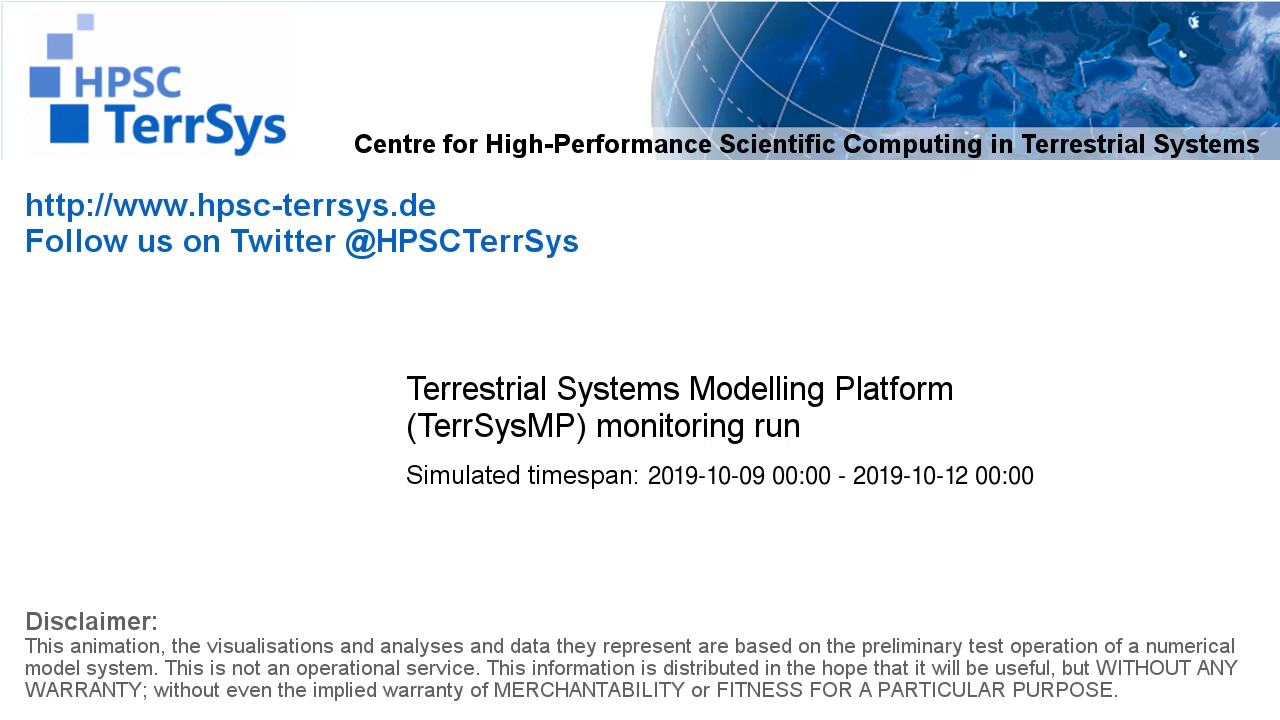 HPSC
TerrSys
Centre for High-Performance Scientific Computing in Terrestrial Systems
http://www.hpsc-terrsys.de
Follow us on Twitter @HPSCTerrSys
Terrestrial Systems Modelling Platform
(TerrSysMP) monitoring run
Simulated timespan: 2019-10-09 00:00 - 2019-10-12 00:00
Disclaimer:
This animation, the visualisations and analyses and data they represent are based on the preliminary test operation of a numerical
model system. This is not an operational service. This information is distributed in the hope that it will be useful, but WITHOUT ANY
WARRANTY; without even the implied warranty of MERCHANTABILITY or FITNESS FOR A PARTICULAR PURPOSE.